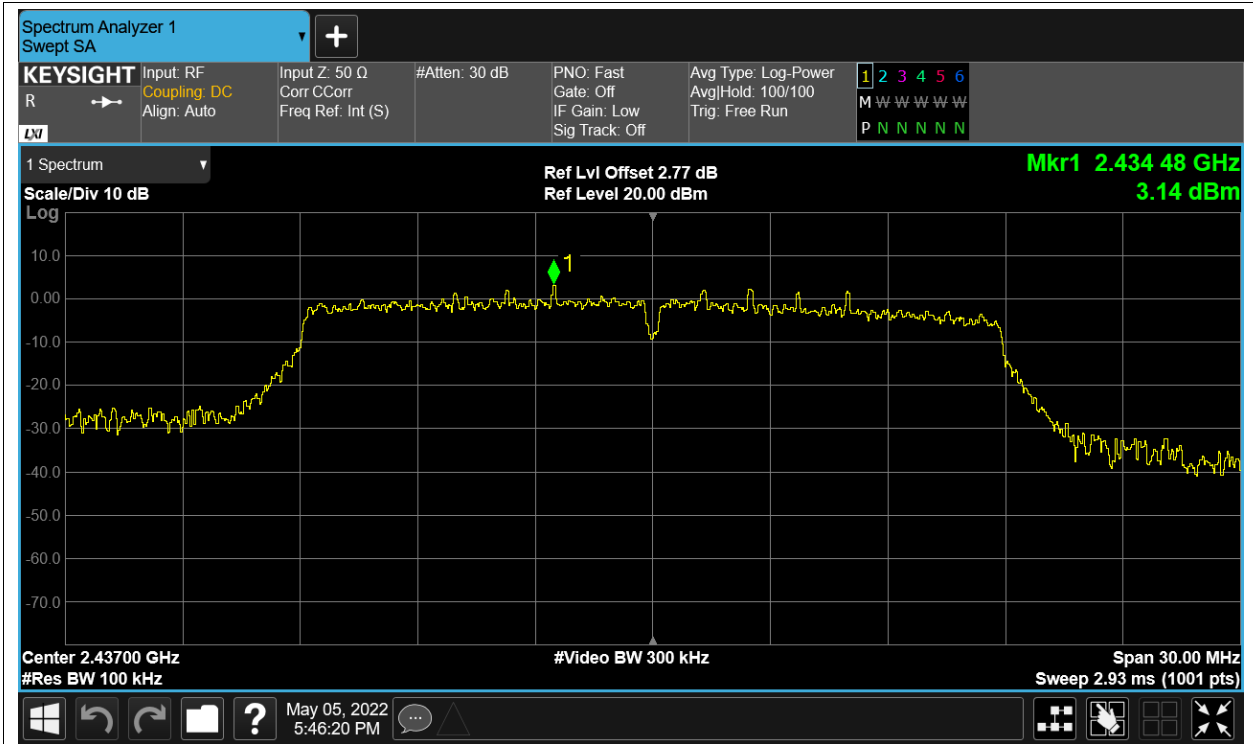 Spectrum Analyzer 1
Swept SA
KEYSIGHT
R
LXI
Input: RF
Coupling: DC
Align: Auto
Input Z: 50 Ω
Corr CCorr
Freq Ref: Int (S)
#Atten: 30 dB
PNO: Fast
Gate: Off
IF Gain: Low
Sig Track: Off
Avg Type: Log-Power
Avg|Hold: 100/100
Trig: Free Run
1 2 3 4 5 6
M W W W W W
P N N N N N
1 Spectrum
Scale/Div 10 dB
Log
Ref Lvl Offset 2.77 dB
Ref Level 20.00 dBm
Mkr1 2.434 48 GHz
3.14 dBm
1
10.0
0.00
-10.0
-20.0
-30.0
-40.0
-50.0
-60.0
-70.0
Center 2.43700 GHz
#Video BW 300 kHz
Span 30.00 MHz
#Res BW 100 kHz
Sweep 2.93 ms (1001 pts)
?
May 05, 2022
5:46:20 PM